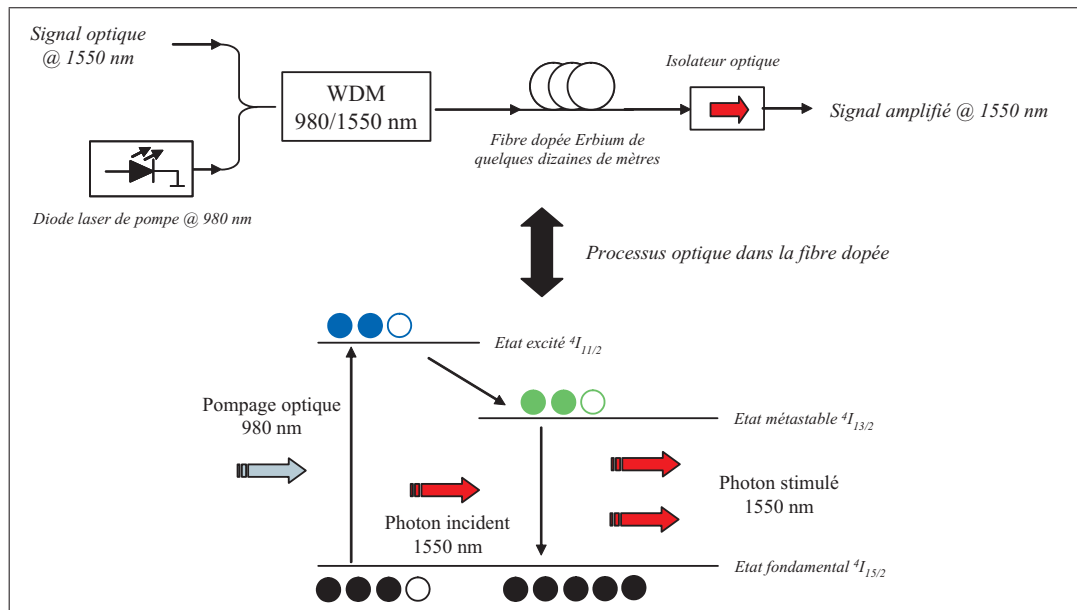 Signal optique
@ 1550 nm
Isolateur optique
WDM
980/1550 nm
Signal amplifié @ 1550 nm
Fibre dopée Erbium de
quelques dizaines de mètres
Diode laser de pompe @ 980 nm
Processus optique dans la fibre dopée
Etat excité ⁴I₁₁/₂
Pompage optique
980 nm
Etat métastable ⁴I₁₃/₂
Photon stimulé
1550 nm
Photon incident
1550 nm
Etat fondamental ⁴I₁₅/₂